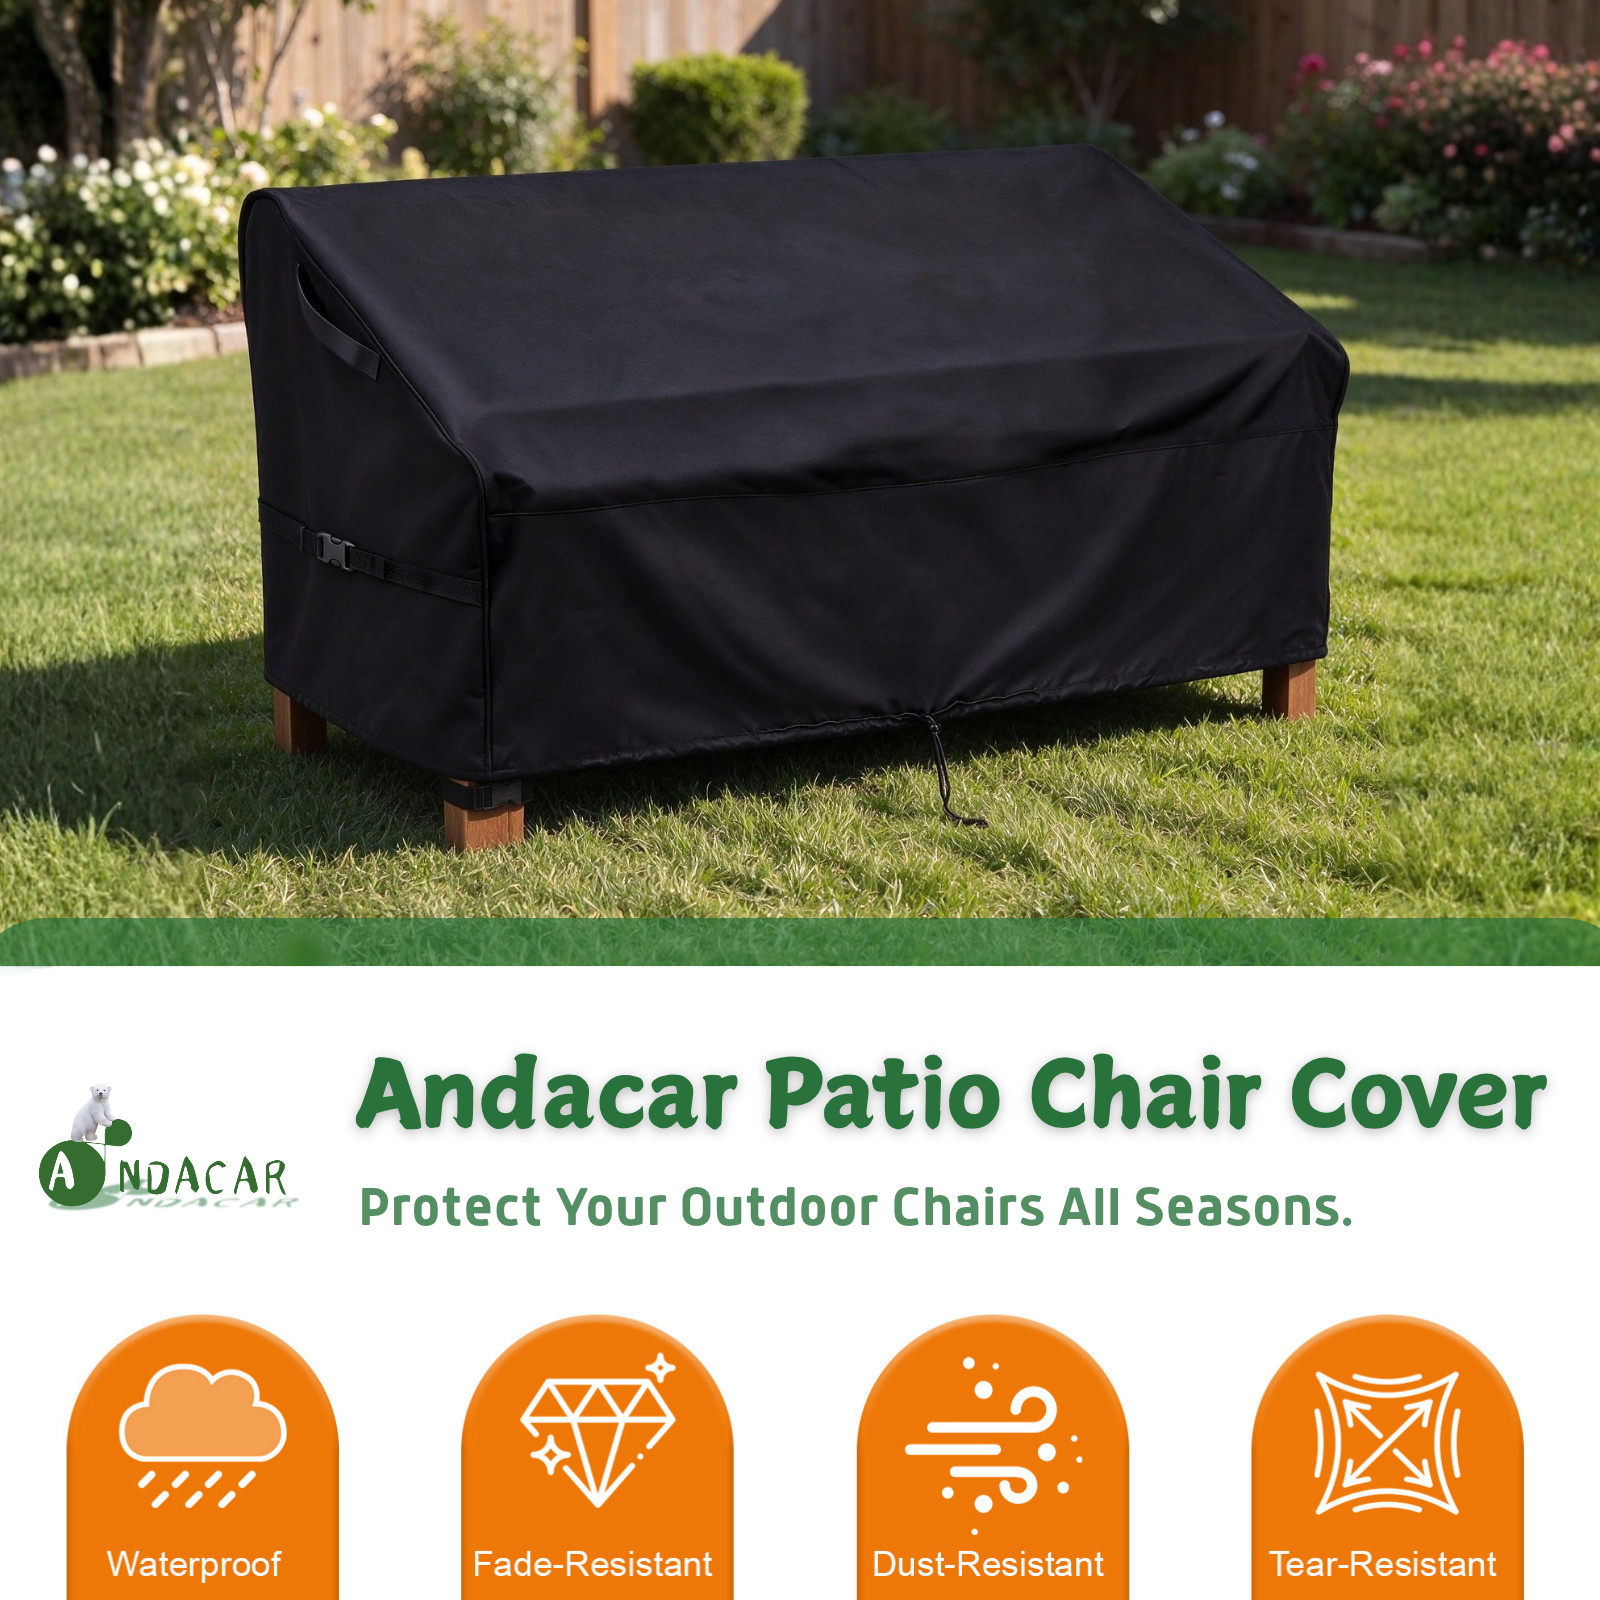 Andacar Patio Chair Cover
ANDACAR
Protect Your Outdoor Chairs All Seasons.
Waterproof
Fade-Resistant
Dust-Resistant
Tear-Resistant